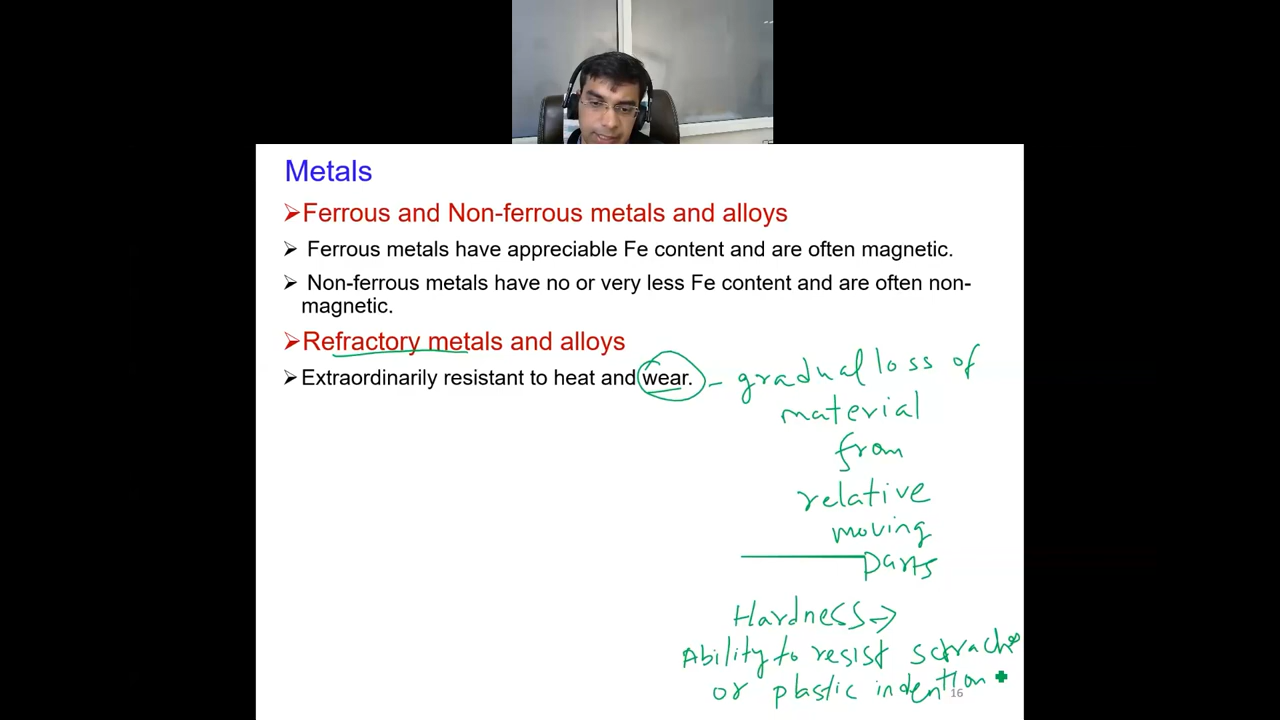 Metals
➢Ferrous and Non-ferrous metals and alloys
➢ Ferrous metals have appreciable Fe content and are often magnetic.
➢ Non-ferrous metals have no or very less Fe content and are often non-
magnetic.
➢Refractory metals and alloys
➢Extraordinarily resistant to heat and wear. – gradual loss of
material
from
relative
moving
parts
Hardness →
Ability to resist
or plastic indention
16